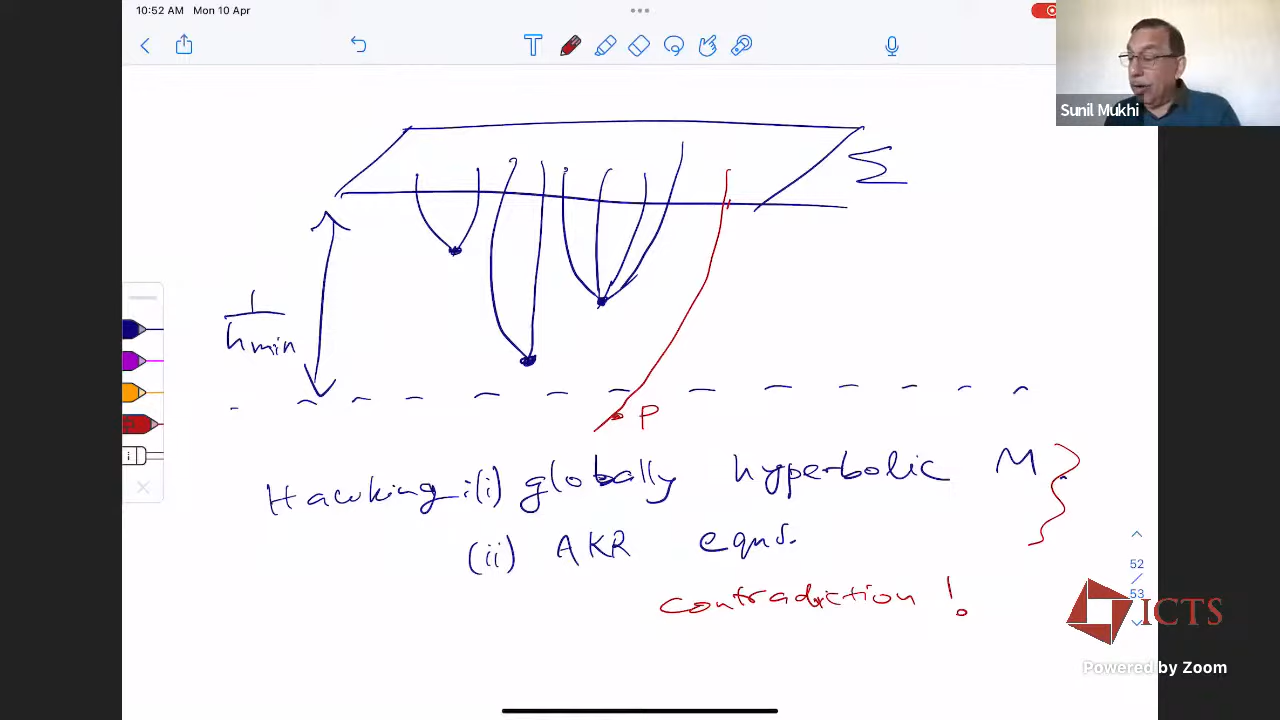 10:52 AM Mon 10 Apr
Sunil Mukhi
Σ
1
h min
P
Hawking : (i) globally hyperbolic M
(ii) AKR eqns.
contradiction !
52
/
53
ICTS
Powered by Zoom